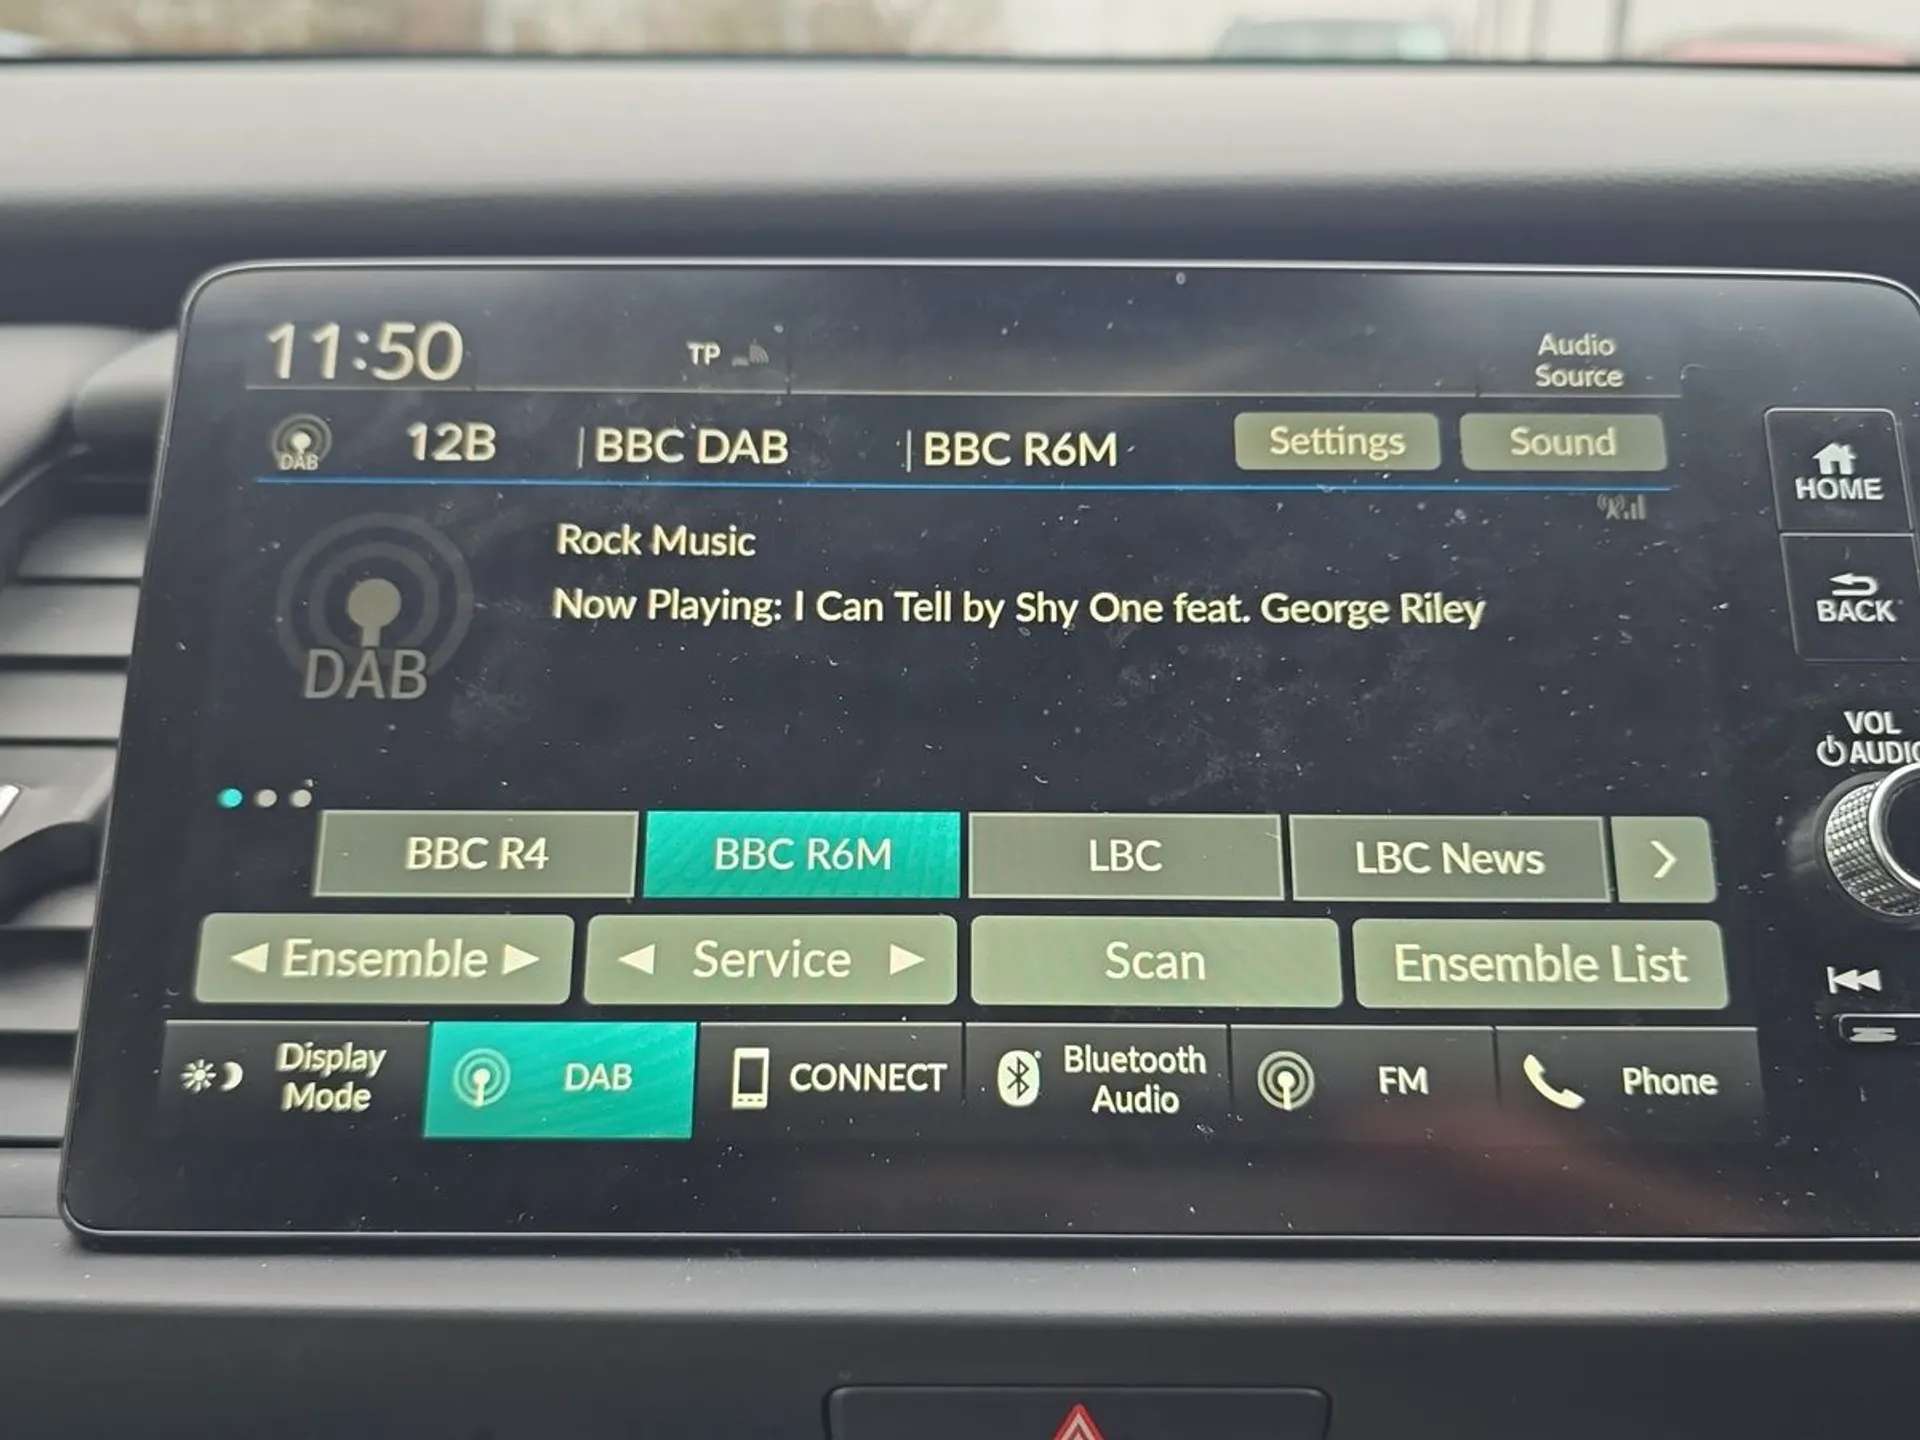 11:50
TP
Audio
Source
DAB
12B
BBC DAB
BBC R6M
Settings
Sound
HOME
Rock Music
Now Playing: I Can Tell by Shy One feat. George Riley
DAB
BACK
VOL
AUDIO
BBC R4
BBC R6M
LBC
LBC News
Ensemble
Service
Scan
Ensemble List
Display
Mode
DAB
CONNECT
Bluetooth
Audio
FM
Phone